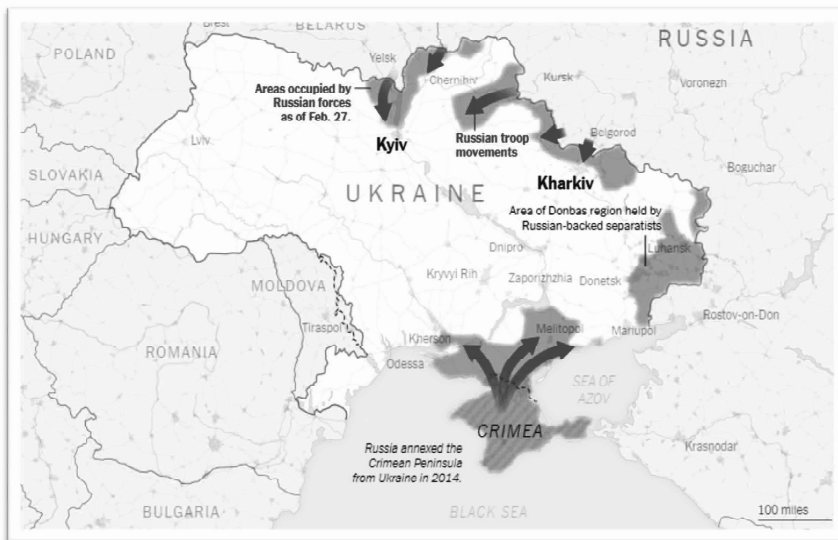 BELARUS
Brest
RUSSIA
POLAND
Yelsk
Chernihiv
Kursk
Voronezh
Areas occupied by
Russian forces
as of Feb. 27.
Kyiv
Russian troop
movements
Belgorod
Lviv
Boguchar
SLOVAKIA
Kharkiv
UKRAINE
Area of Donbas region held by
Russian-backed separatists
HUNGARY
Dnipro
Luhansk
Kryvyi Rih
Zaporizhzhia
Donetsk
MOLDOVA
Rostov-on-Don
Tiraspol
Kherson
Melitopol
Mariupol
ROMANIA
Odessa
SEA OF
AZOV
CRIMEA
Russia annexed the
Crimean Peninsula
from Ukraine in 2014.
Krasnodar
BULGARIA
BLACK SEA
100 miles